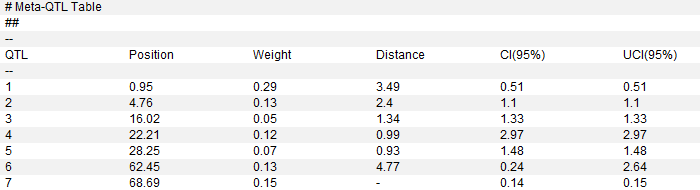 # Meta-QTL Table
##
--
QTL Position Weight Distance CI(95%) UCI(95%)
--
1 0.95 0.29 3.49 0.51 0.51
2 4.76 0.13 2.4 1.1 1.1
3 16.02 0.05 1.34 1.33 1.33
4 22.21 0.12 0.99 2.97 2.97
5 28.25 0.07 0.93 1.48 1.48
6 62.45 0.13 4.77 0.24 2.64
7 68.69 0.15 - 0.14 0.15